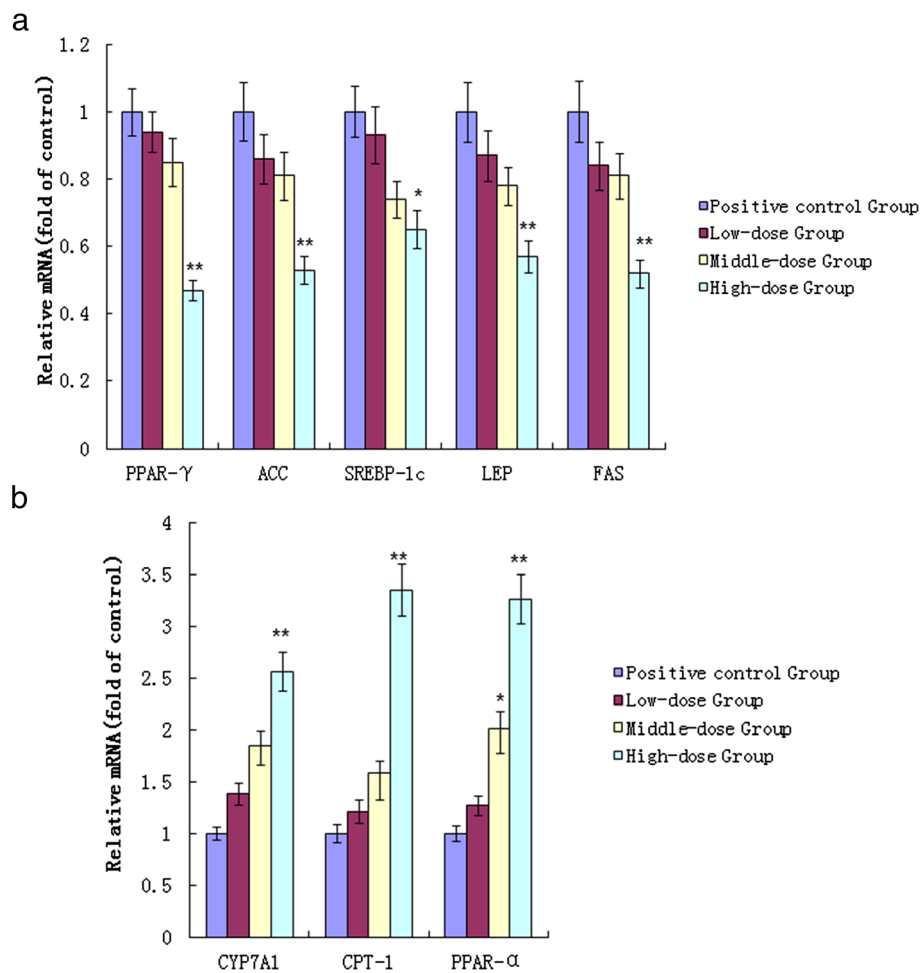 a
Relative mRNA(fold of control)
1.2
1
0.8
0.6
0.4
0.2
0
**
**
*
**
**
PPAR-γ ACC SREBP-1c LEP FAS
Positive control Group
Low-dose Group
Middle-dose Group
High-dose Group
b
Relative mRNA(fold of control)
4
3.5
3
2.5
2
1.5
1
0.5
0
**
**
*
**
CYP7A1 CPT-1 PPAR-α
Positive control Group
Low-dose Group
Middle-dose Group
High-dose Group